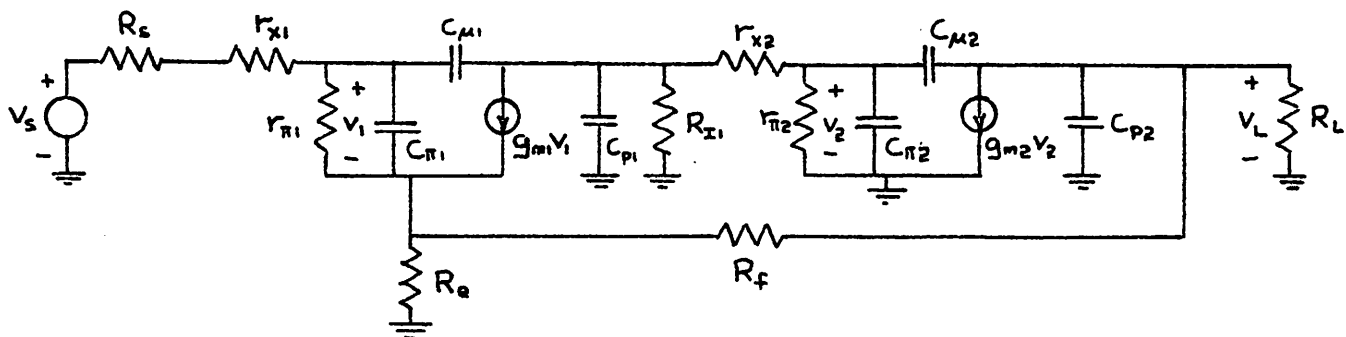 Rs
rx1
Cμ1
rx2
Cμ2
+
Vs
-
rπ1
+
V1
-
Cπ1
gm1V1
Cp1
RI1
rπ2
+
V2
-
Cπ2
gm2V2
Cp2
+
VL
-
RL
Rf
Re